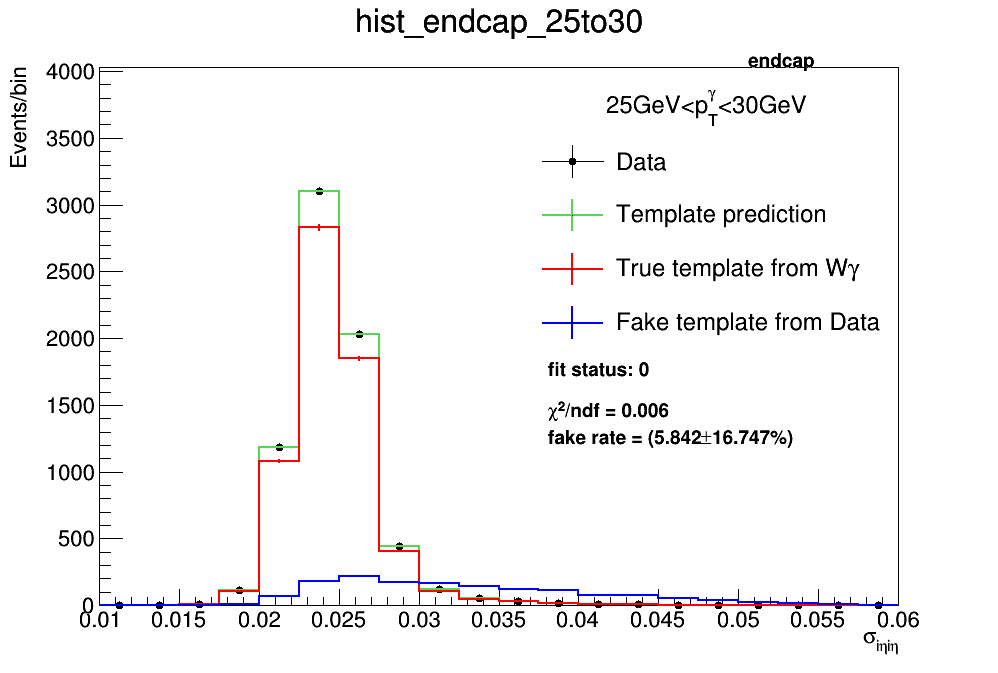 hist_endcap_25to30
endcap
Events/bin
25GeV<p_T^γ<30GeV
Data
Template prediction
True template from Wγ
Fake template from Data
fit status: 0
χ²/ndf = 0.006
fake rate = (5.842±16.747%)
4000
3500
3000
2500
2000
1500
1000
500
0
0.01 0.015 0.02 0.025 0.03 0.035 0.04 0.045 0.05 0.055 0.06
σ_iηiη